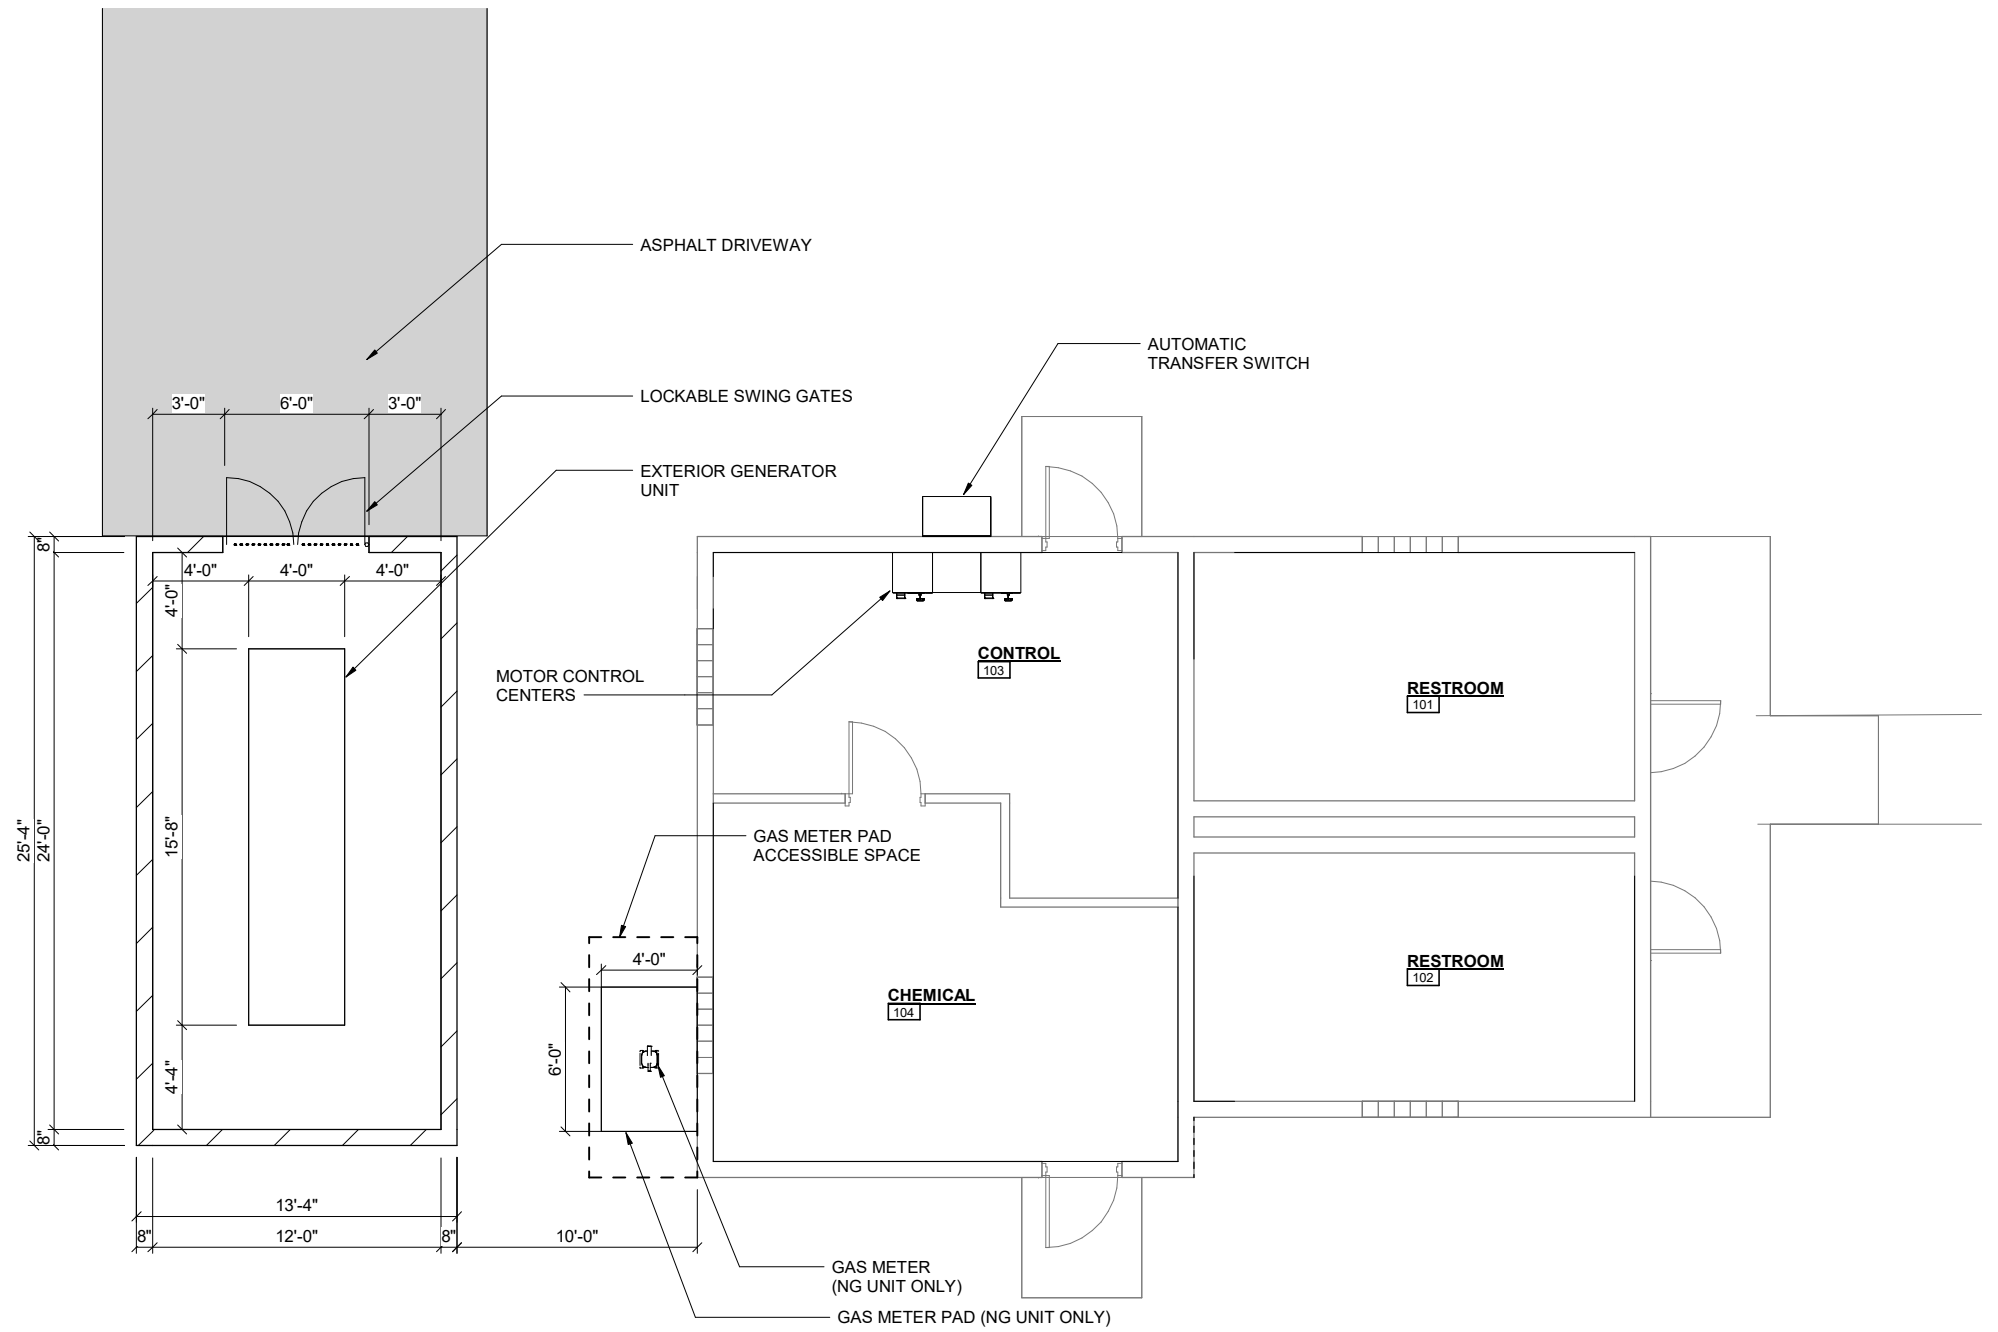 ASPHALT DRIVEWAY
AUTOMATIC
TRANSFER SWITCH
3'-0"
6'-0"
3'-0"
LOCKABLE SWING GATES
EXTERIOR GENERATOR
UNIT
8"
4'-0"
4'-0"
4'-0"
4'-0"
CONTROL
103
MOTOR CONTROL
CENTERS
RESTROOM
101
25'-4"
24'-0"
15'-8"
GAS METER PAD
ACCESSIBLE SPACE
4'-0"
RESTROOM
102
CHEMICAL
104
6'-0"
4'-4"
8"
13'-4"
8"
12'-0"
8"
10'-0"
GAS METER
(NG UNIT ONLY)
GAS METER PAD (NG UNIT ONLY)